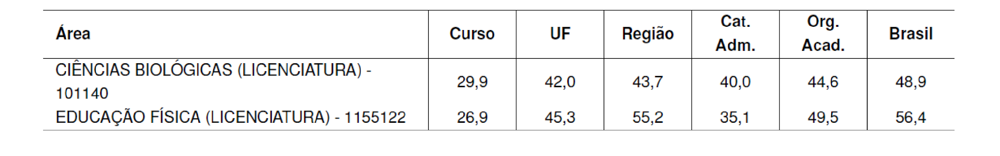 Área Curso UF Região Cat. Adm. Org. Acad. Brasil
CIÊNCIAS BIOLÓGICAS (LICENCIATURA) -
101140 29,9 42,0 43,7 40,0 44,6 48,9
EDUCAÇÃO FÍSICA (LICENCIATURA) - 1155122 26,9 45,3 55,2 35,1 49,5 56,4